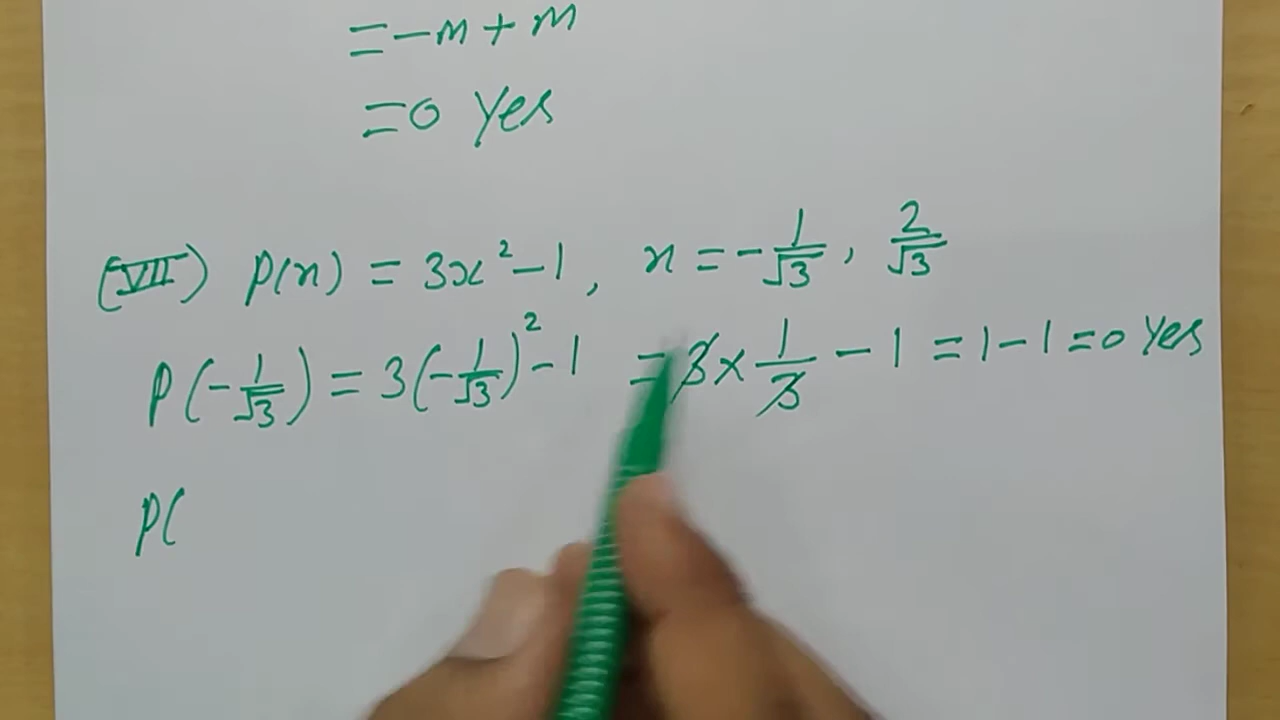 = -m + m
= 0 Yes
(VII) p(x) = 3x² - 1, x = -1/√3, 2/√3
P(-1/√3) = 3(-1/√3)² - 1 = 3 × 1/3 - 1 = 1 - 1 = 0 Yes
P(